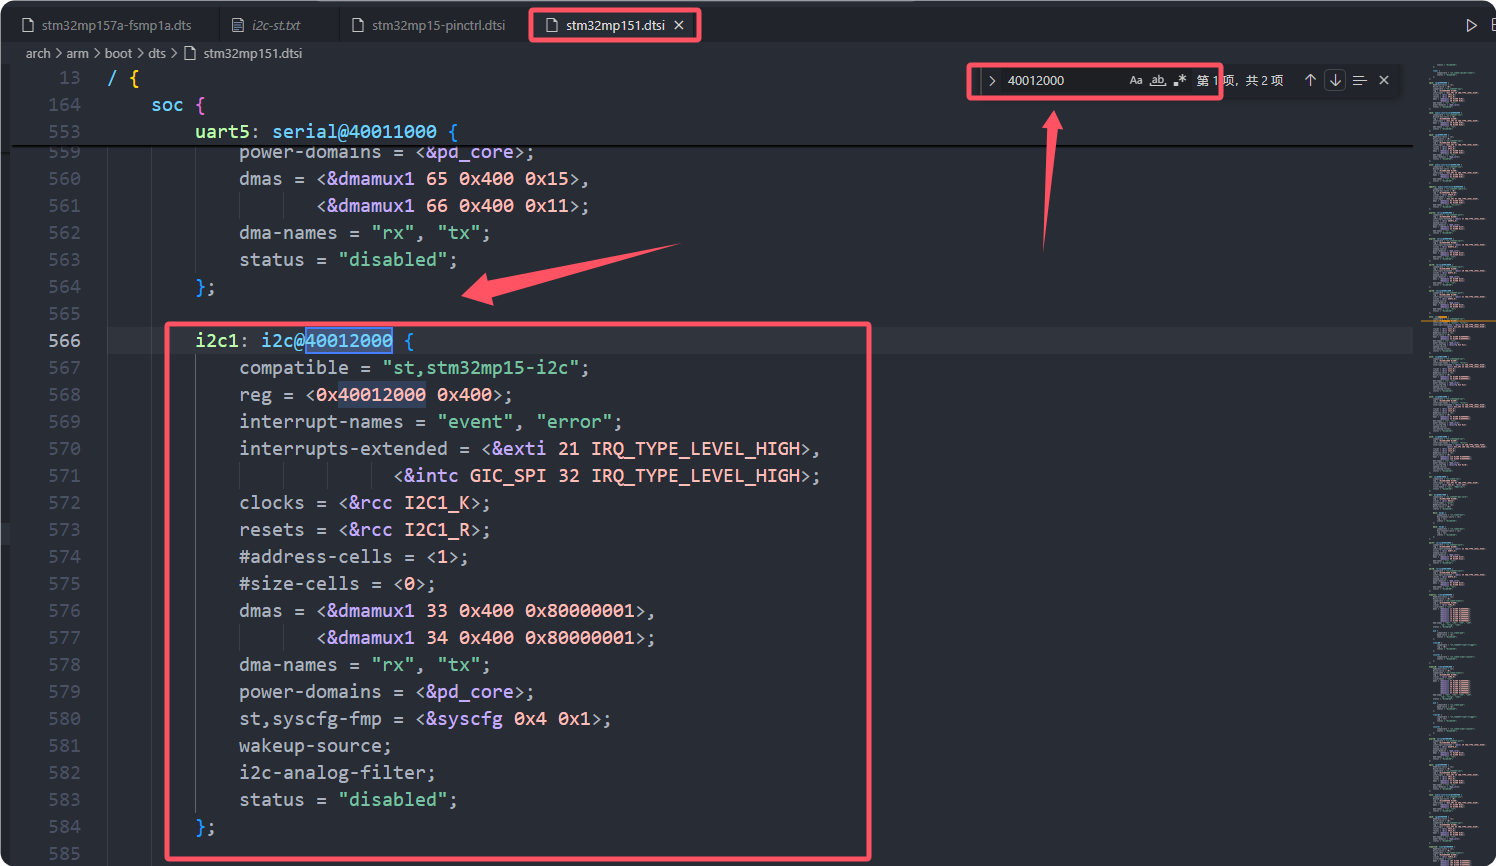 stm32mp157a-fsmp1a.dts
i2c-st.txt
stm32mp15-pinctrl.dtsi
stm32mp151.dtsi
arch > arm > boot > dts > stm32mp151.dtsi
40012000 Aa ab .* 第 1 项, 共 2 项
13 / {
164 soc {
553 uart5: serial@40011000 {
559 power-domains = <&pd_core>;
560 dmas = <&dmamux1 65 0x400 0x15>,
561 <&dmamux1 66 0x400 0x11>;
562 dma-names = "rx", "tx";
563 status = "disabled";
564 };
565
566 i2c1: i2c@40012000 {
567 compatible = "st,stm32mp15-i2c";
568 reg = <0x40012000 0x400>;
569 interrupt-names = "event", "error";
570 interrupts-extended = <&exti 21 IRQ_TYPE_LEVEL_HIGH>,
571 <&intc GIC_SPI 32 IRQ_TYPE_LEVEL_HIGH>;
572 clocks = <&rcc I2C1_K>;
573 resets = <&rcc I2C1_R>;
574 #address-cells = <1>;
575 #size-cells = <0>;
576 dmas = <&dmamux1 33 0x400 0x80000001>,
577 <&dmamux1 34 0x400 0x80000001>;
578 dma-names = "rx", "tx";
579 power-domains = <&pd_core>;
580 st,syscfg-fmp = <&syscfg 0x4 0x1>;
581 wakeup-source;
582 i2c-analog-filter;
583 status = "disabled";
584 };
585